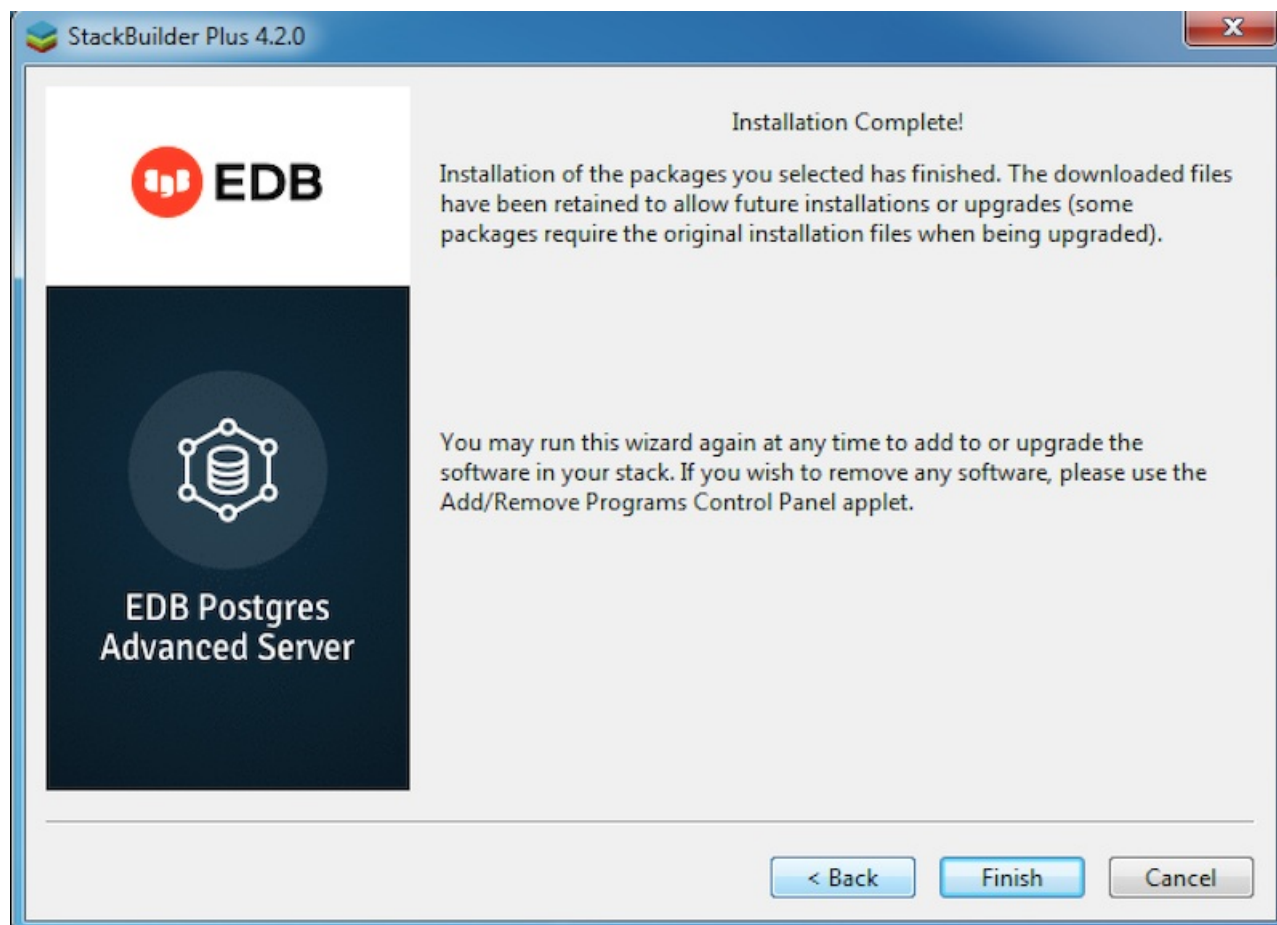 StackBuilder Plus 4.2.0
EDB
EDB Postgres
Advanced Server
Installation Complete!
Installation of the packages you selected has finished. The downloaded files
have been retained to allow future installations or upgrades (some
packages require the original installation files when being upgraded).
You may run this wizard again at any time to add to or upgrade the
software in your stack. If you wish to remove any software, please use the
Add/Remove Programs Control Panel applet.
< Back
Finish
Cancel